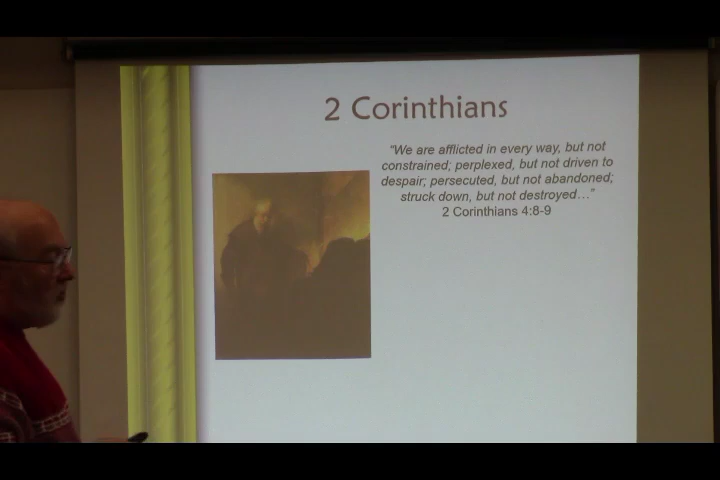 2 Corinthians
“We are afflicted in every way, but not
constrained; perplexed, but not driven to
despair; persecuted, but not abandoned;
struck down, but not destroyed…”
2 Corinthians 4:8-9